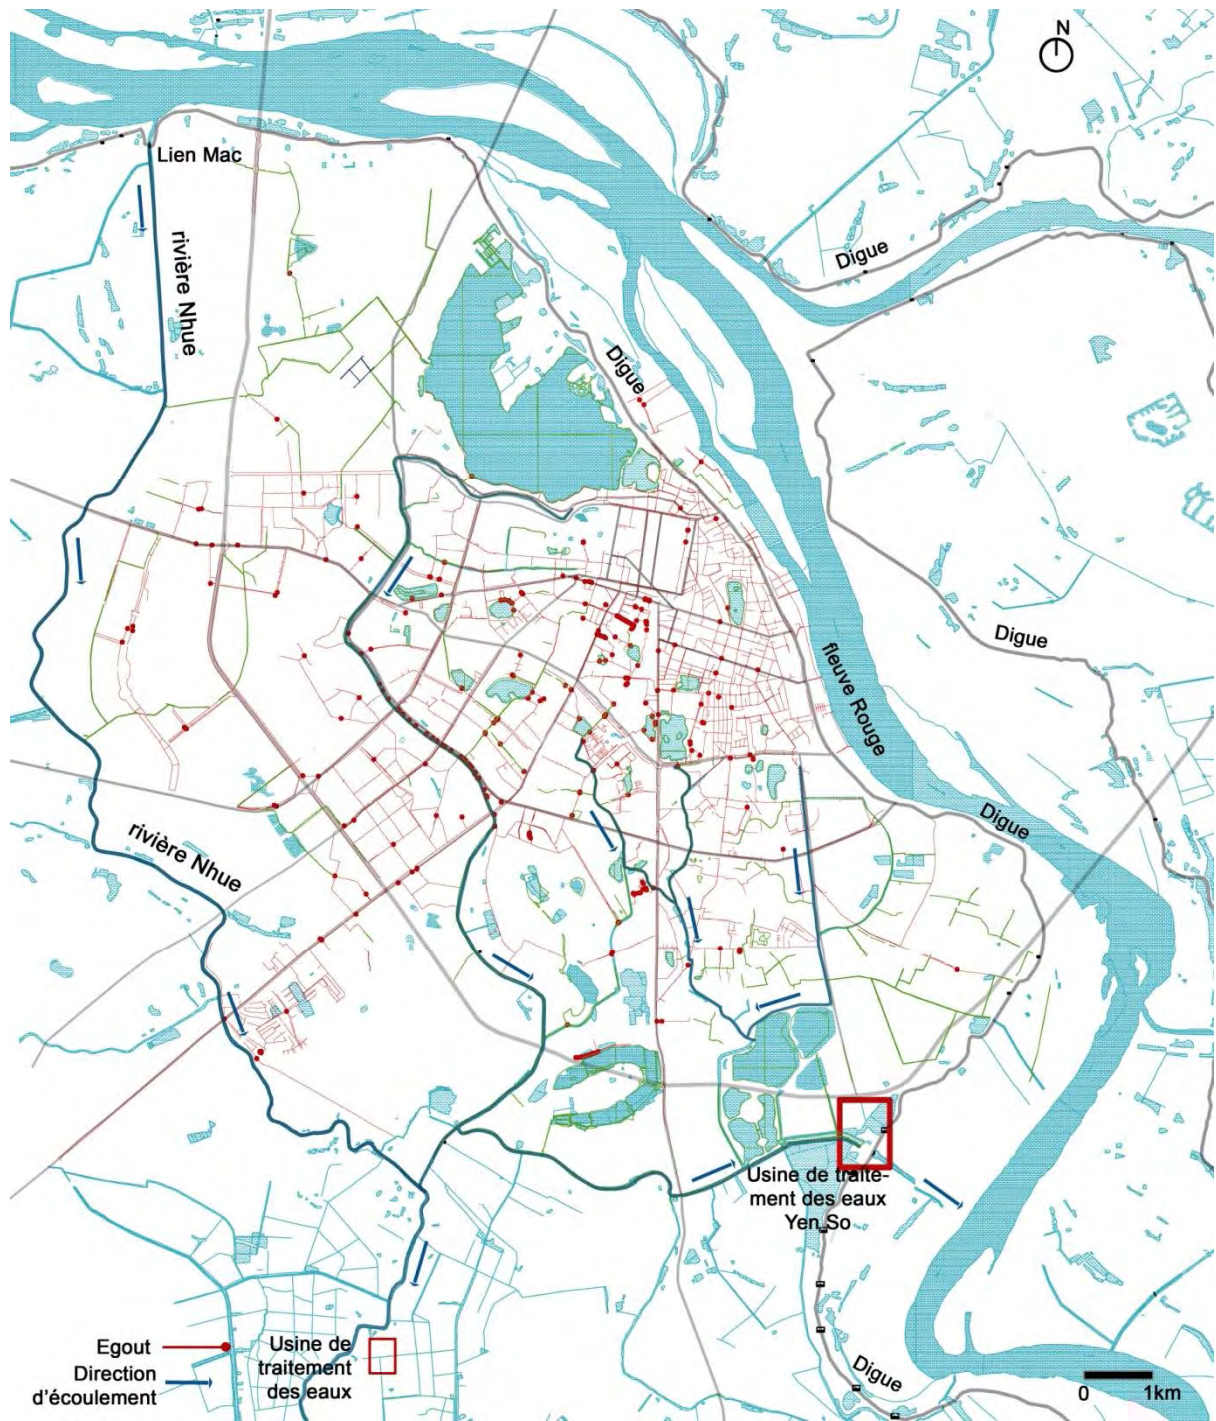 N
Lien Mac
rivière Nhue
Digue
Digue
Digue
fleuve Rouge
Digue
rivière Nhue
Usine de traite-
ment des eaux
Yen So
Egout
Direction
d'écoulement
Usine de
traitement
des eaux
Digue
0 1km